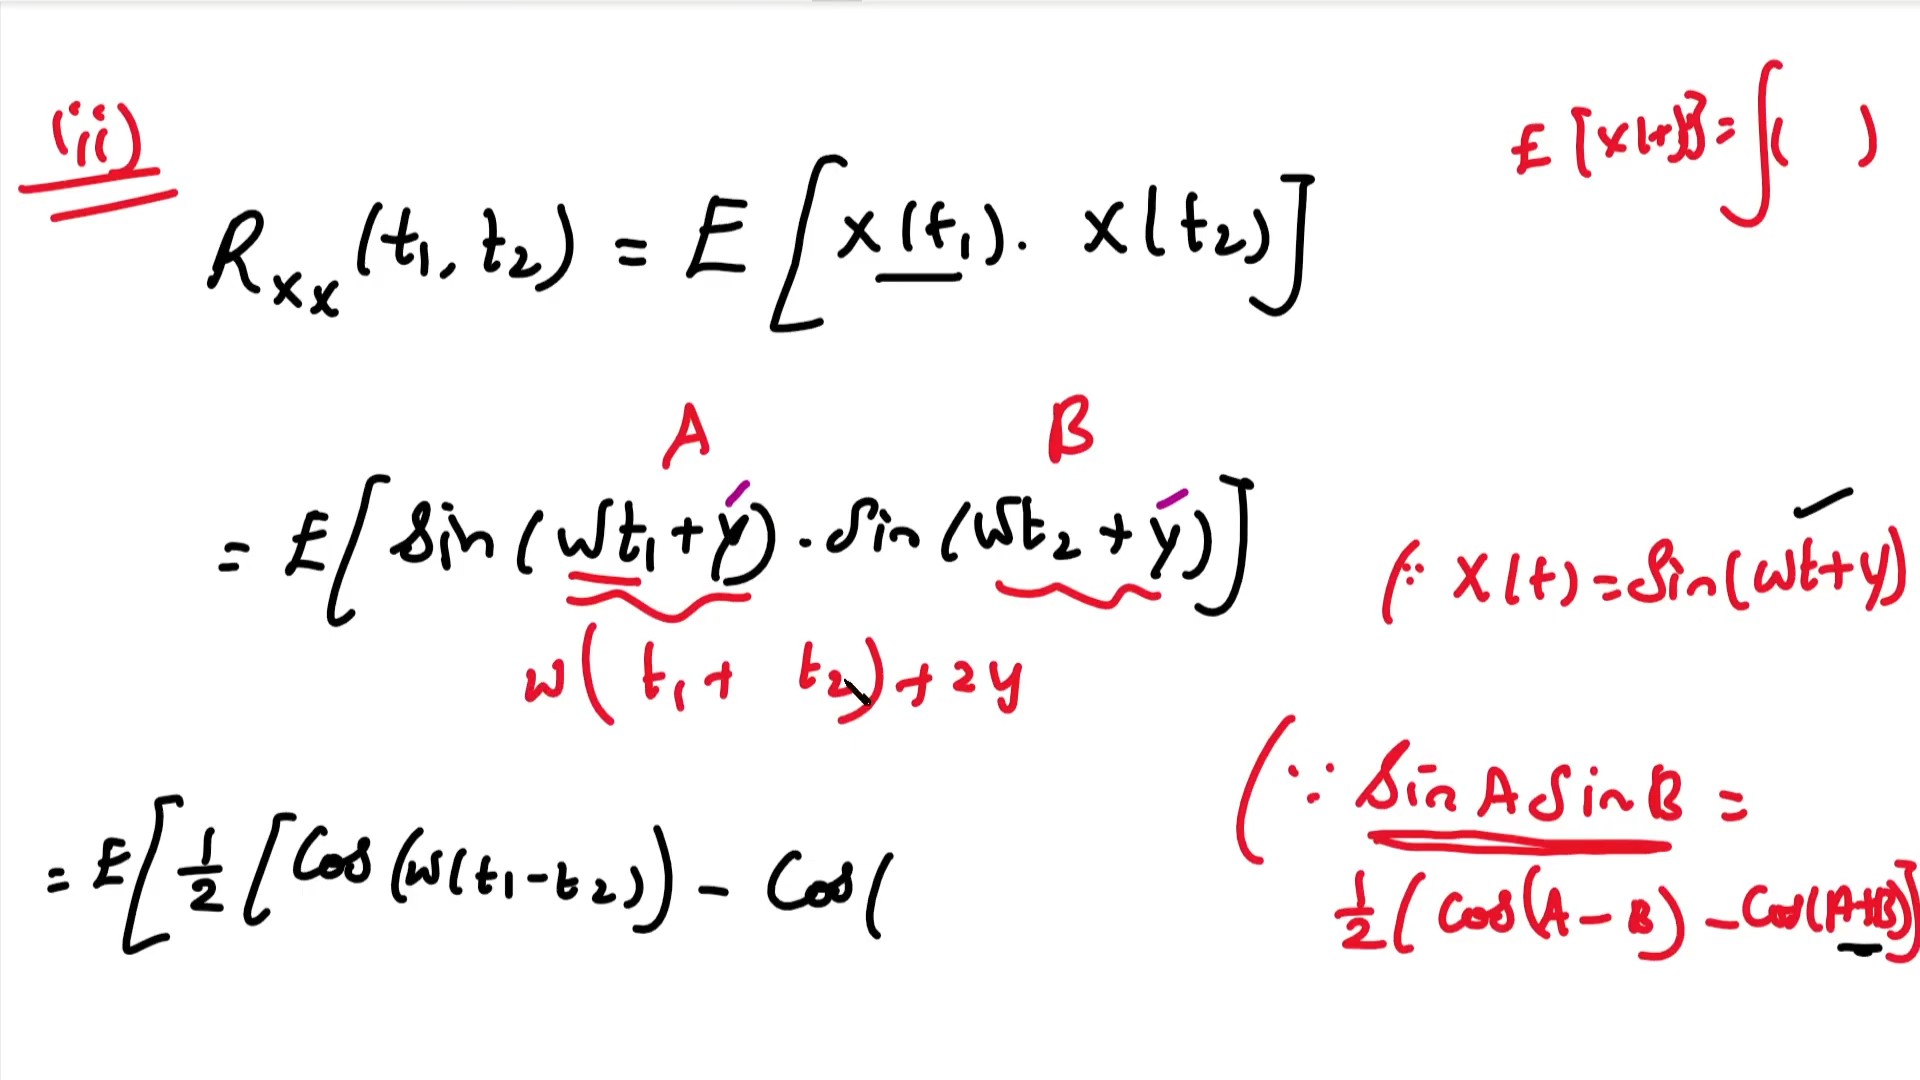 (ii)
E[X(t)] = ∫( )
R_XX (t₁, t₂) = E[X(t₁). X(t₂)]
A B
= E[Sin(wt₁+y) . Sin(wt₂+y)]
(∵ X(t) = Sin(wt+y)
w(t₁+ t₂)+2y
(∵ Sin A Sin B =
= E[½[Cos(w(t₁-t₂)) - Cos(
½(Cos(A-B) - Cos(A+B)]